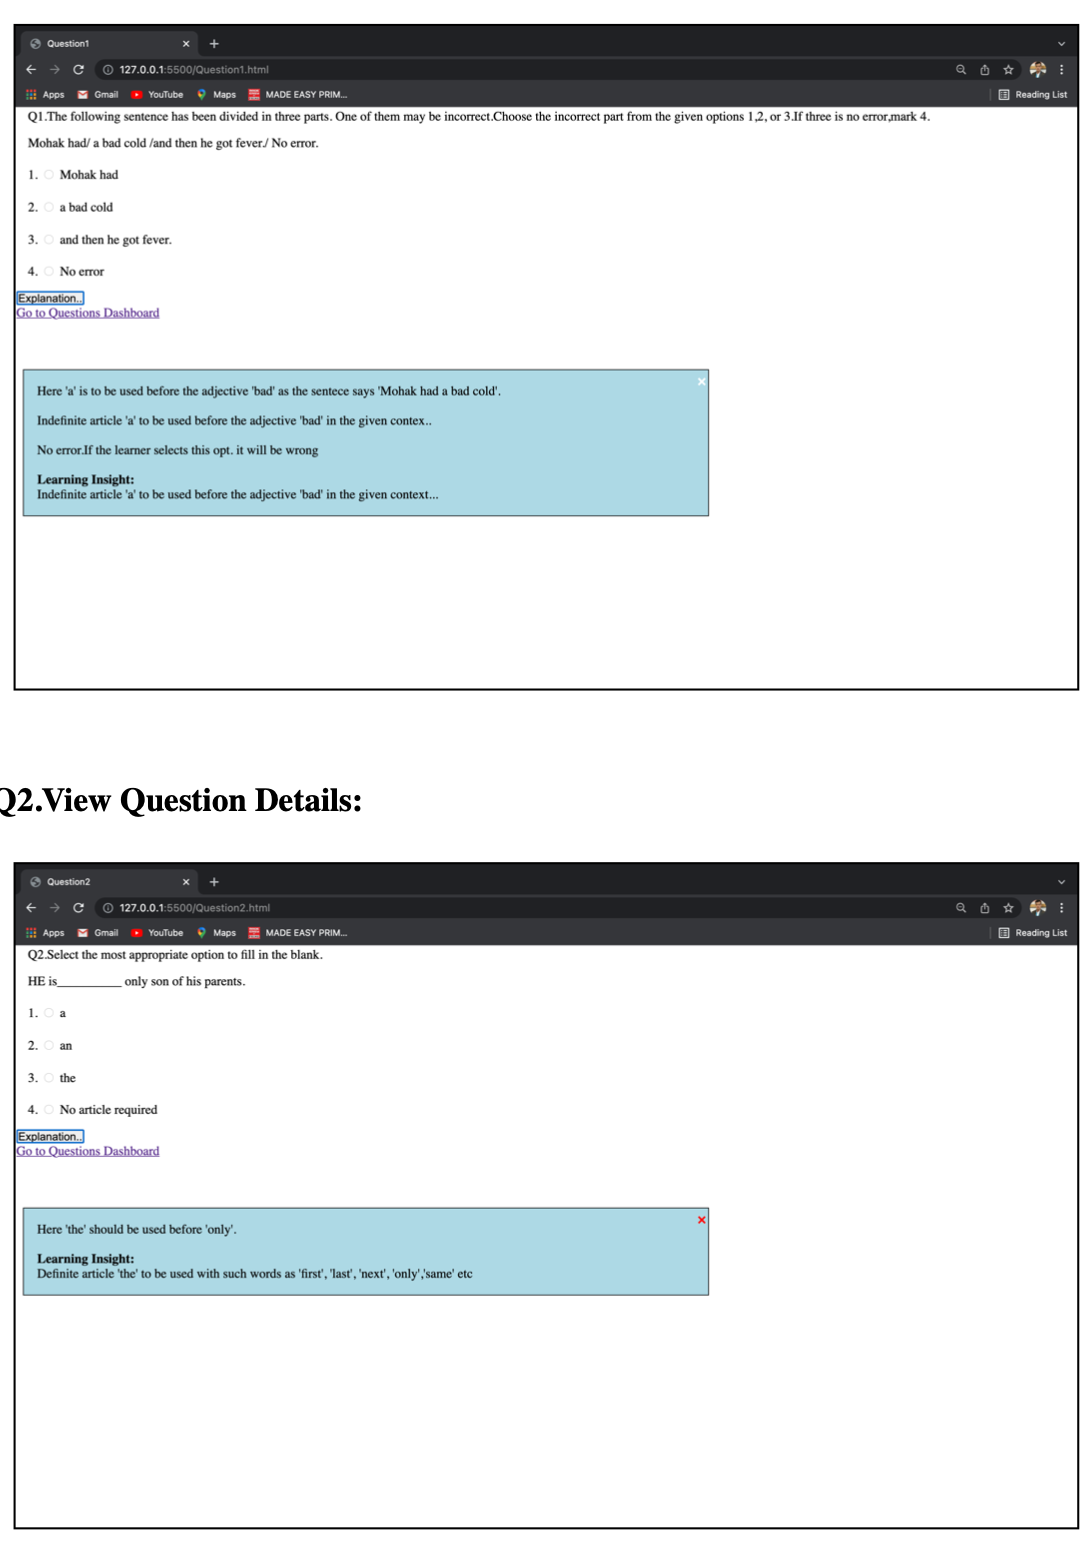 Question1
127.0.0.1:5500/Question1.html
Apps Gmail YouTube Maps MADE EASY PRIM... Reading List
Q1.The following sentence has been divided in three parts. One of them may be incorrect.Choose the incorrect part from the given options 1,2, or 3.If three is no error,mark 4.
Mohak had/ a bad cold /and then he got fever./ No error.
1. Mohak had
2. a bad cold
3. and then he got fever.
4. No error
Explanation..
Go to Questions Dashboard
Here 'a' is to be used before the adjective 'bad' as the sentece says 'Mohak had a bad cold'.
Indefinite article 'a' to be used before the adjective 'bad' in the given contex..
No error.If the learner selects this opt. it will be wrong
Learning Insight:
Indefinite article 'a' to be used before the adjective 'bad' in the given context...
Q2.View Question Details:
Question2
127.0.0.1:5500/Question2.html
Apps Gmail YouTube Maps MADE EASY PRIM... Reading List
Q2.Select the most appropriate option to fill in the blank.
HE is__________ only son of his parents.
1. a
2. an
3. the
4. No article required
Explanation..
Go to Questions Dashboard
Here 'the' should be used before 'only'.
Learning Insight:
Definite article 'the' to be used with such words as 'first', 'last', 'next', 'only','same' etc